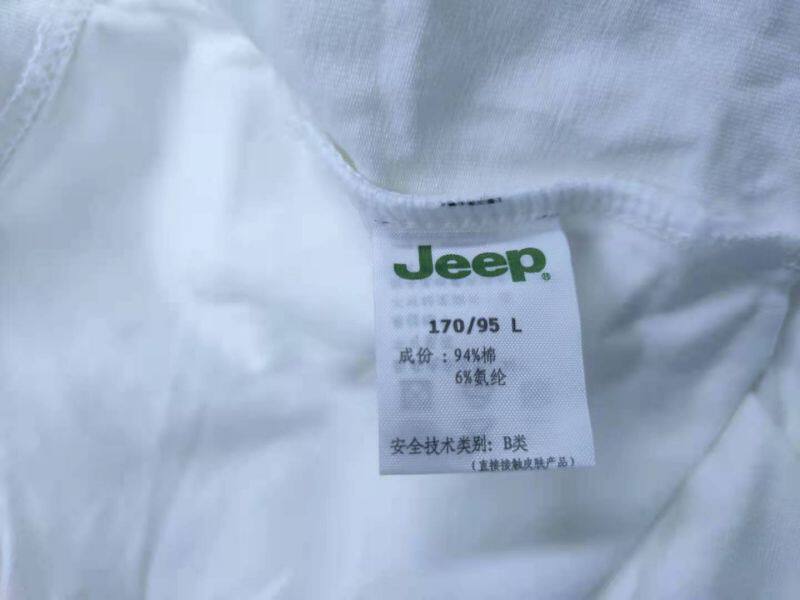 Jeep®
170/95 L
成份：94%棉
6%氨纶
安全技术类别: B类
(直接接触皮肤产品)